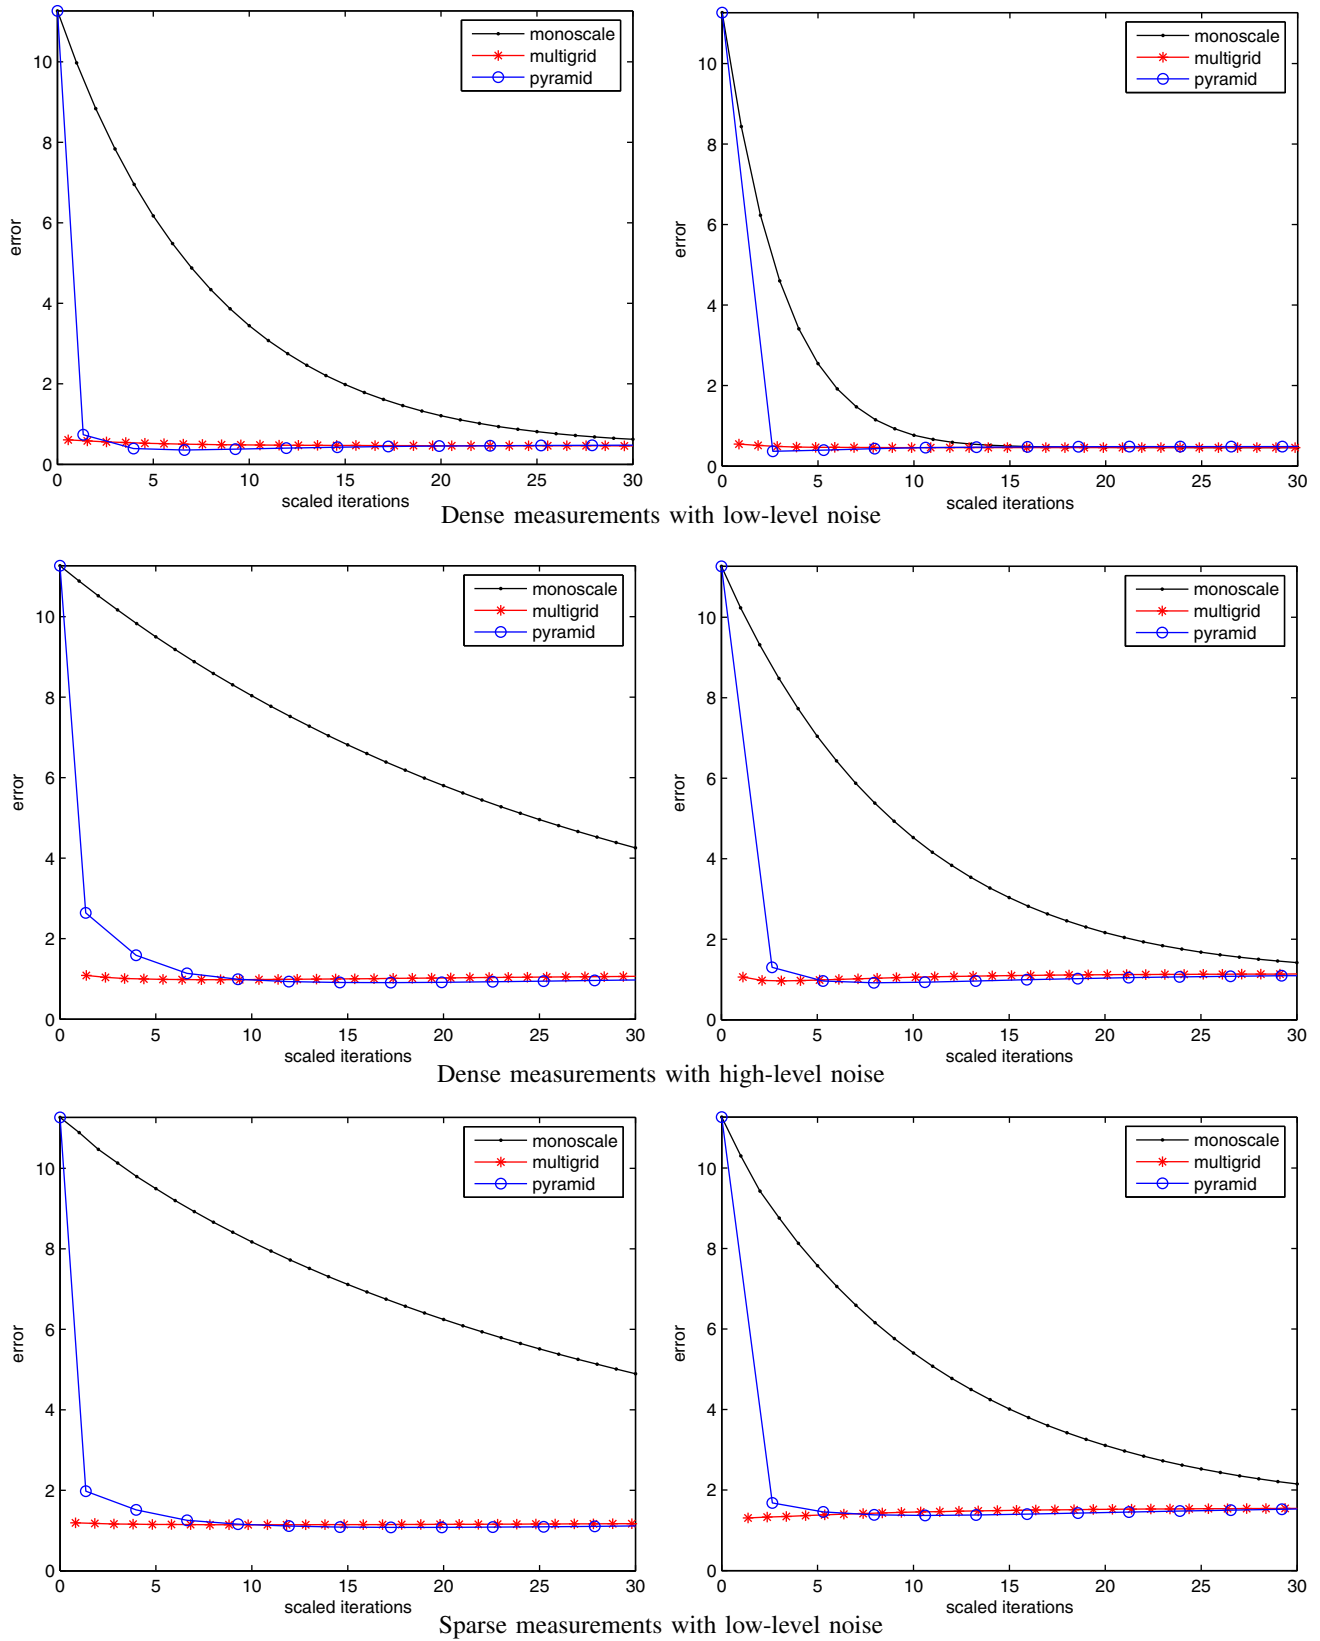 10
8
6
4
2
0
error
monoscale
multigrid
pyramid
0 5 10 15 20 25 30
scaled iterations
10
8
6
4
2
0
error
monoscale
multigrid
pyramid
0 5 10 15 20 25 30
scaled iterations
Dense measurements with low-level noise
10
8
6
4
2
0
error
monoscale
multigrid
pyramid
0 5 10 15 20 25 30
scaled iterations
10
8
6
4
2
0
error
monoscale
multigrid
pyramid
0 5 10 15 20 25 30
scaled iterations
Dense measurements with high-level noise
10
8
6
4
2
0
error
monoscale
multigrid
pyramid
0 5 10 15 20 25 30
scaled iterations
10
8
6
4
2
0
error
monoscale
multigrid
pyramid
0 5 10 15 20 25 30
scaled iterations
Sparse measurements with low-level noise